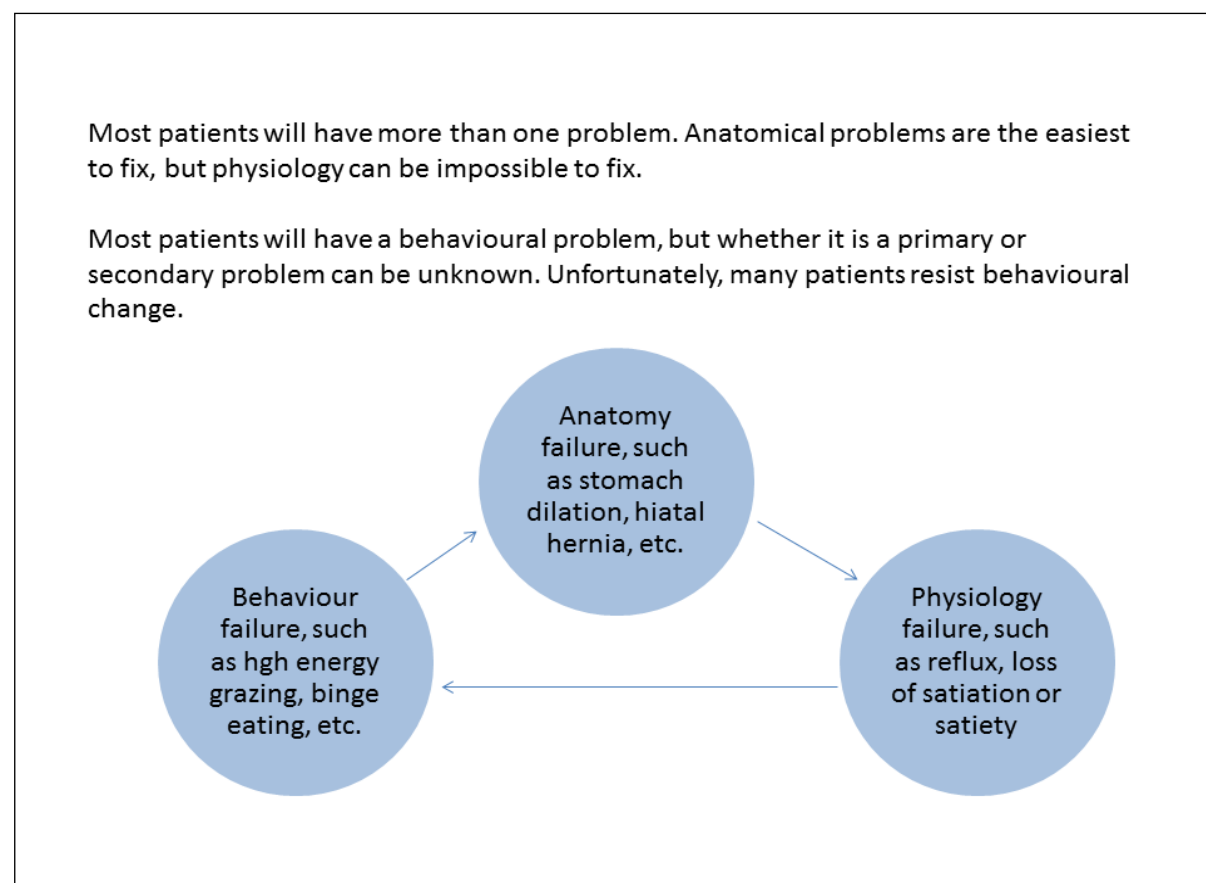 Most patients will have more than one problem. Anatomical problems are the easiest
to fix, but physiology can be impossible to fix.
Most patients will have a behavioural problem, but whether it is a primary or
secondary problem can be unknown. Unfortunately, many patients resist behavioural
change.
Anatomy
failure, such
as stomach
dilation, hiatal
hernia, etc.
Behaviour
failure, such
as hgh energy
grazing, binge
eating, etc.
Physiology
failure, such
as reflux, loss
of satiation or
satiety